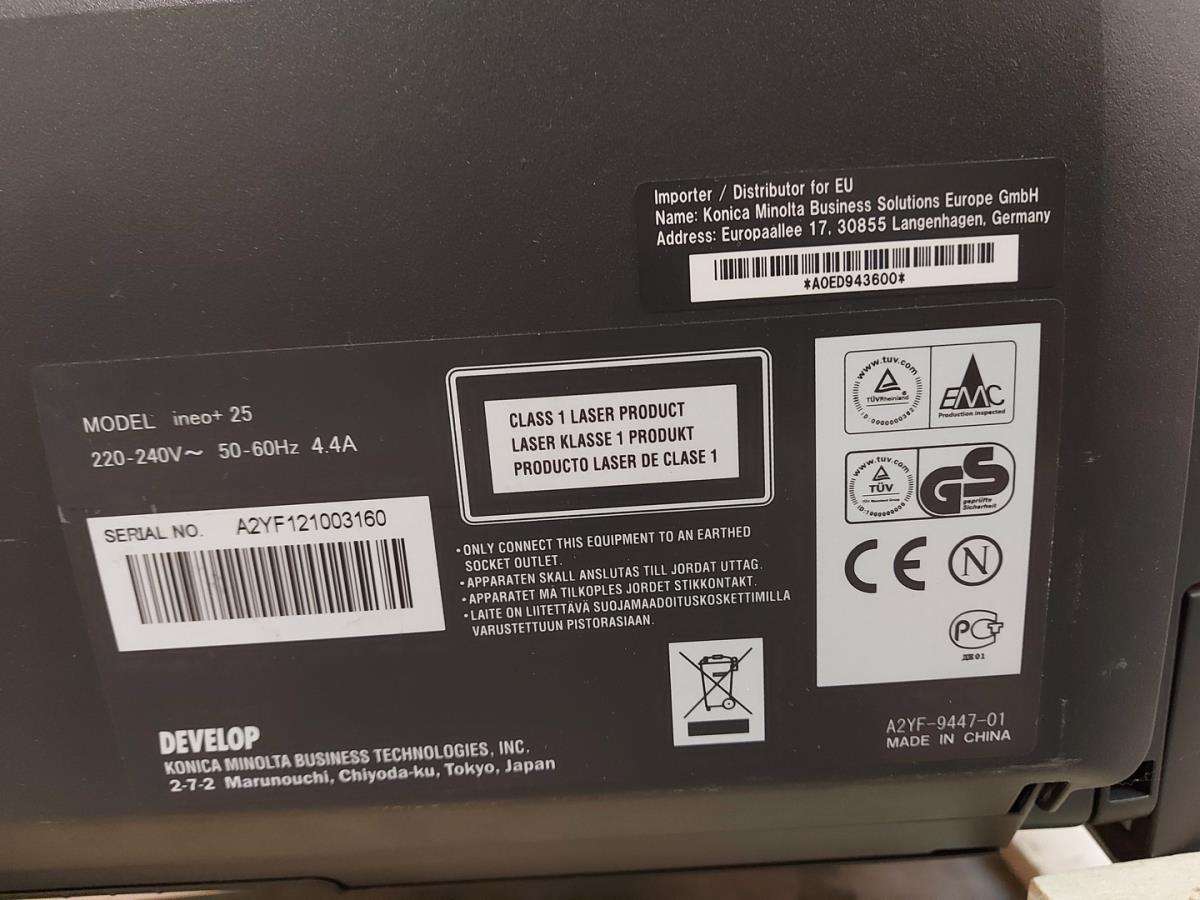 Importer / Distributor for EU
Name: Konica Minolta Business Solutions Europe GmbH
Address: Europaallee 17, 30855 Langenhagen, Germany
*A0ED943600*
MODEL ineo+ 25
220-240V~ 50-60Hz 4.4A
SERIAL NO. A2YF121003160
CLASS 1 LASER PRODUCT
LASER KLASSE 1 PRODUKT
PRODUCTO LASER DE CLASE 1
•ONLY CONNECT THIS EQUIPMENT TO AN EARTHED
SOCKET OUTLET.
•APPARATEN SKALL ANSLUTAS TILL JORDAT UTTAG.
•APPARATET MÅ TILKOPLES JORDET STIKKONTAKT.
•LAITE ON LIITETTÄVÄ SUOJAMAADOITUSKOSKETTIMILLA
VARUSTETTUUN PISTORASIAAN.
www.tuv.com
TÜVRheinland®
EMC
Production inspected
www.tuv.com
TÜV
GS
geprüfte
Sicherheit
CE N
PCT
DEVELOP
KONICA MINOLTA BUSINESS TECHNOLOGIES, INC.
2-7-2 Marunouchi, Chiyoda-ku, Tokyo, Japan
A2YF-9447-01
MADE IN CHINA